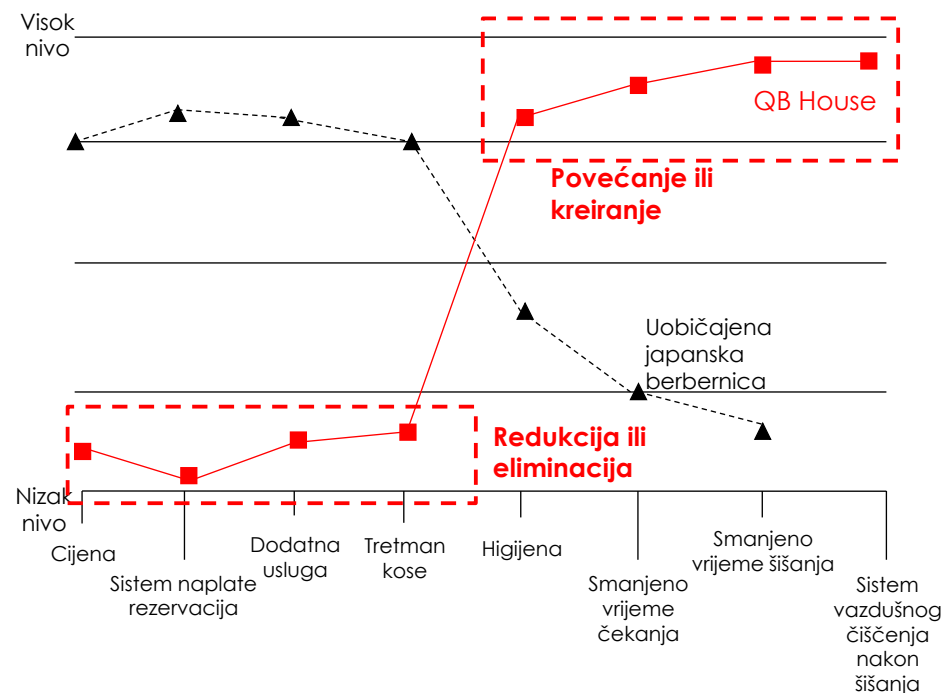 Visok
nivo
QB House
Povećanje ili
kreiranje
Uobičajena
japanska
berbernica
Redukcija ili
eliminacija
Nizak
nivo
Cijena
Sistem naplate
rezervacija
Dodatna
usluga
Tretman
kose
Higijena
Smanjeno
vrijeme
čekanja
Smanjeno
vrijeme šišanja
Sistem
vazdušnog
čiščenja
nakon
šišanja